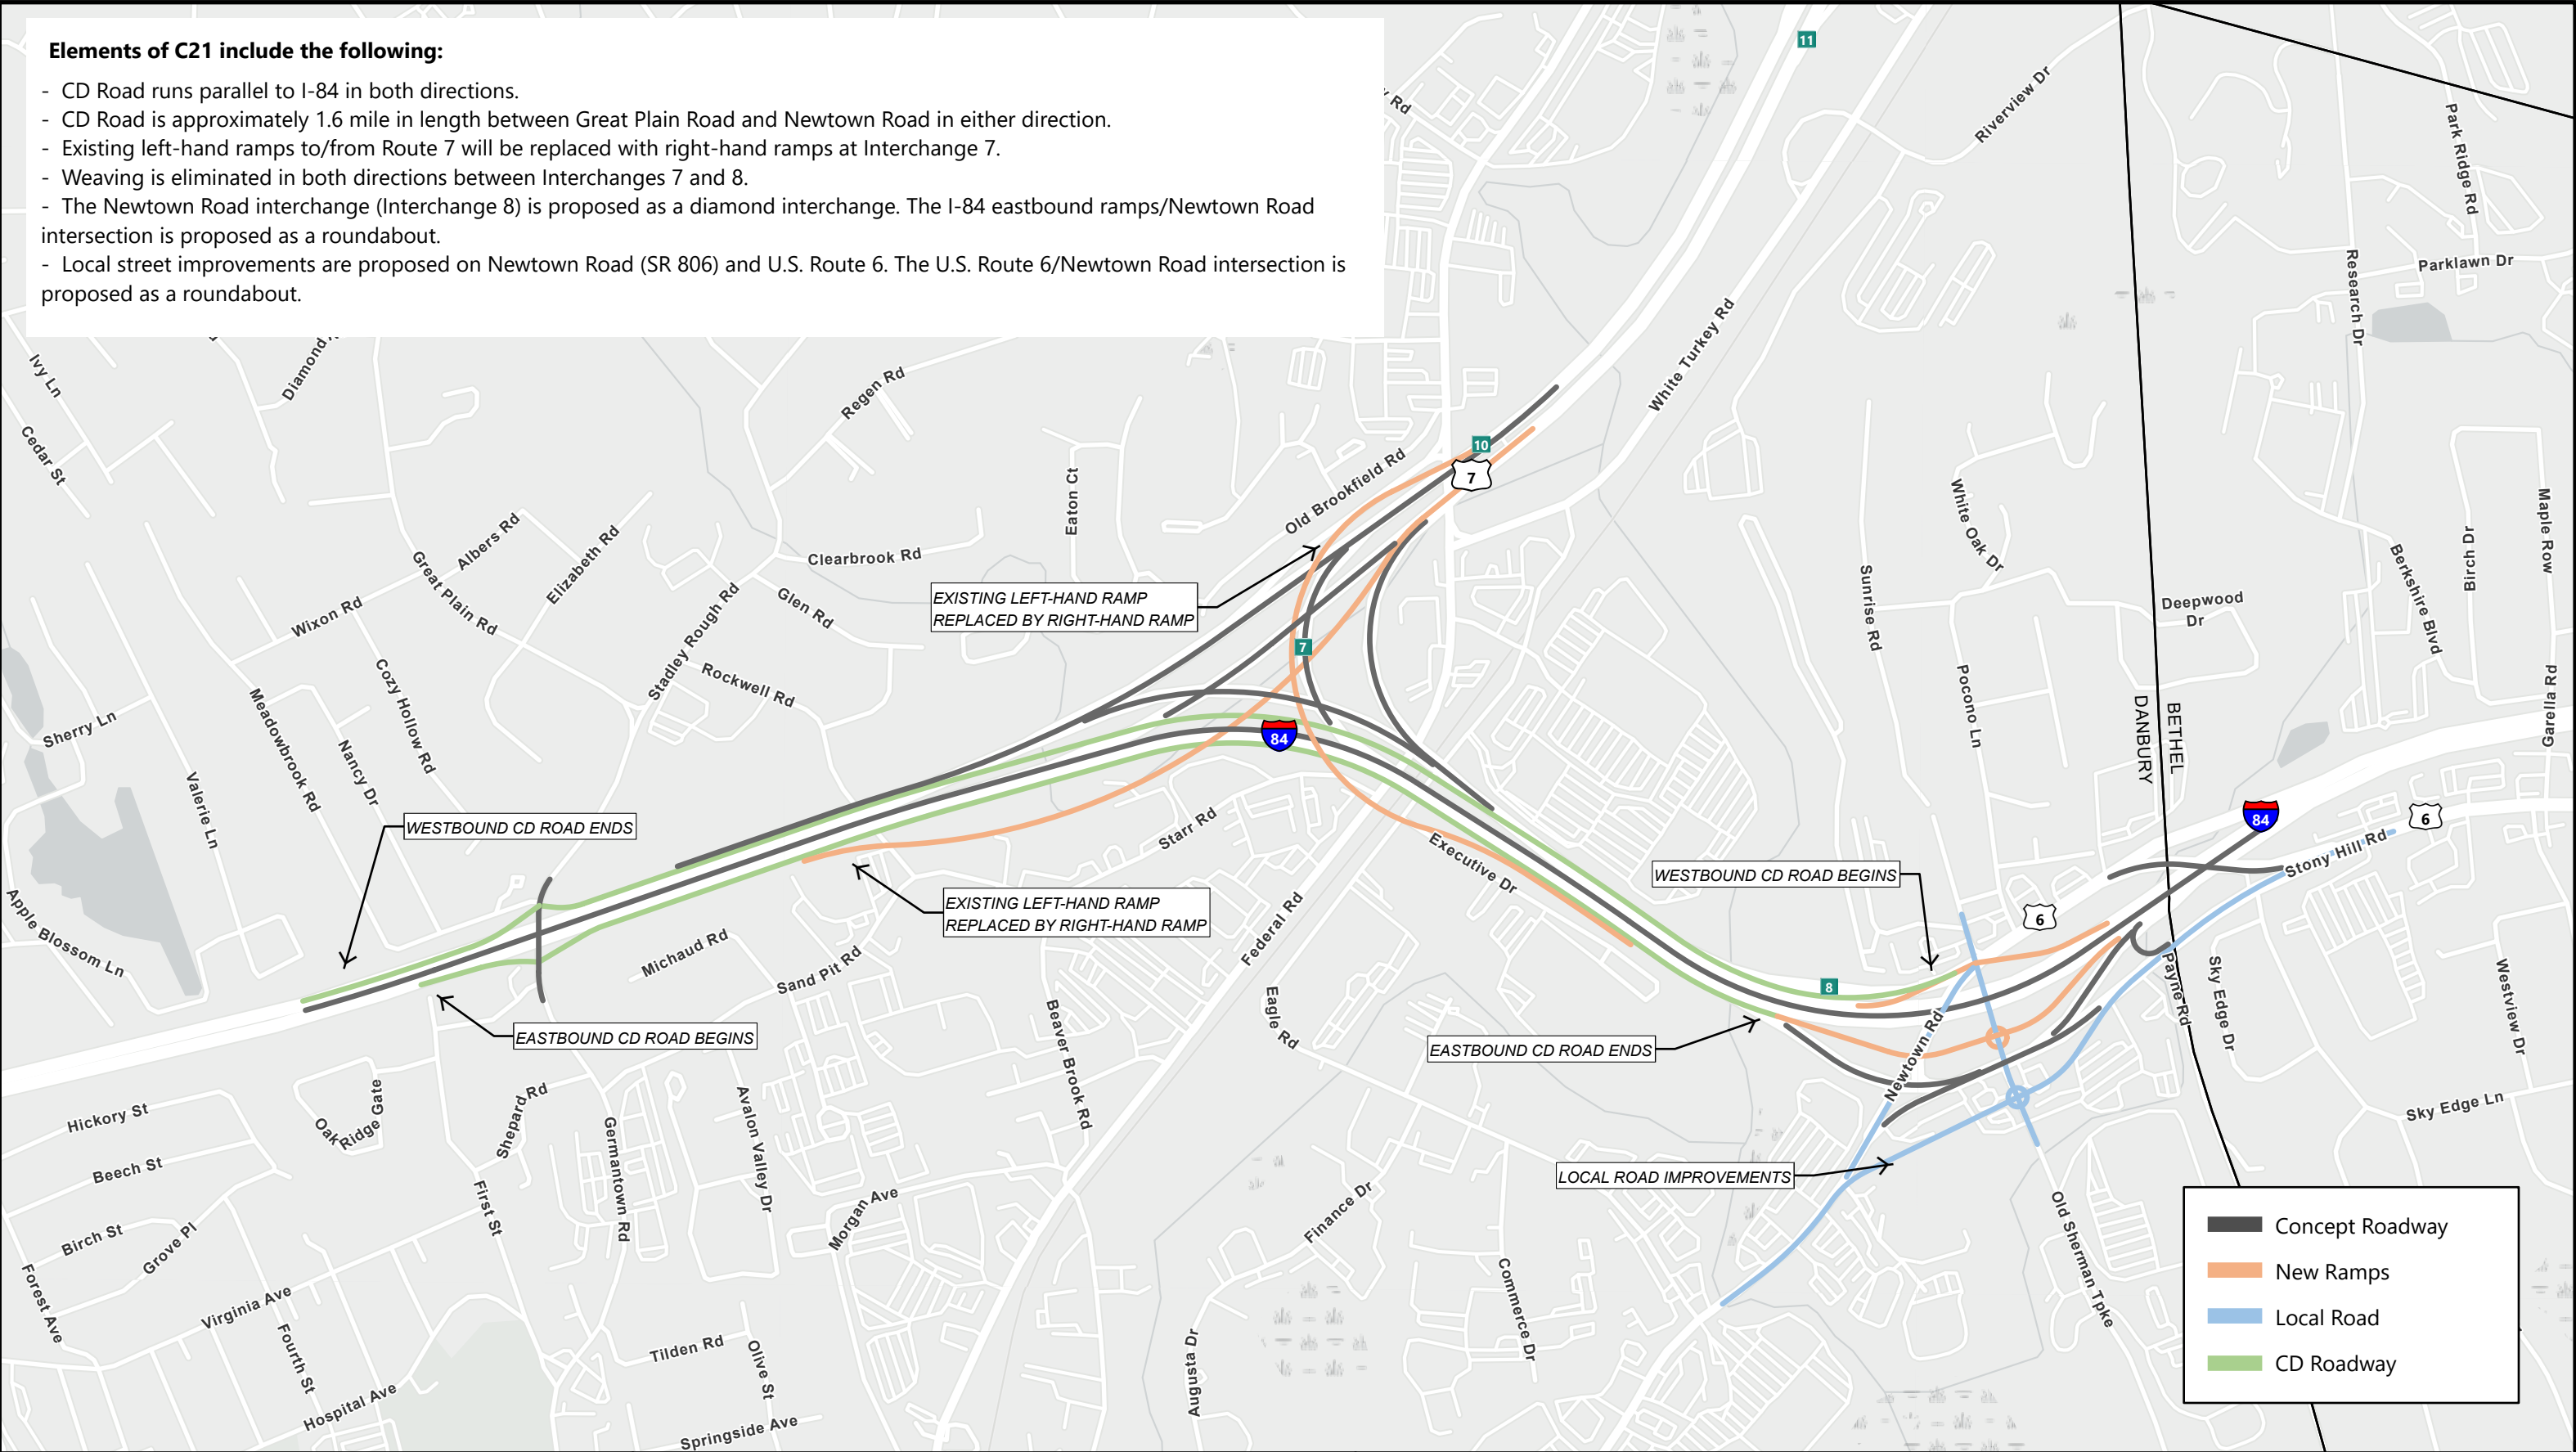 Elements of C21 include the following:
- CD Road runs parallel to I-84 in both directions.
- CD Road is approximately 1.6 mile in length between Great Plain Road and Newtown Road in either direction.
- Existing left-hand ramps to/from Route 7 will be replaced with right-hand ramps at Interchange 7.
- Weaving is eliminated in both directions between Interchanges 7 and 8.
- The Newtown Road interchange (Interchange 8) is proposed as a diamond interchange. The I-84 eastbound ramps/Newtown Road
intersection is proposed as a roundabout.
- Local street improvements are proposed on Newtown Road (SR 806) and U.S. Route 6. The U.S. Route 6/Newtown Road intersection is
proposed as a roundabout.
11
Rd
Riverview Dr
Park Ridge Rd
Parklawn Dr
Research Dr
White Turkey Rd
Ivy Ln
Diamond
Regen Rd
Cedar St
10
7
Old Brookfield Rd
Eaton Ct
White Oak Dr
Maple Row
Birch Dr
Berkshire Blvd
Albers Rd
Elizabeth Rd
Great Plain Rd
Clearbrook Rd
Glen Rd
Wixon Rd
Stadley Rough Rd
Rockwell Rd
Cozy Hollow Rd
EXISTING LEFT-HAND RAMP
REPLACED BY RIGHT-HAND RAMP
7
Sunrise Rd
Deepwood
Dr
Pocono Ln
Garella Rd
DANBURY
BETHEL
Sherry Ln
Meadowbrook Rd
Nancy Dr
Valerie Ln
84
84
6
Stony Hill Rd
WESTBOUND CD ROAD ENDS
Starr Rd
Executive Dr
WESTBOUND CD ROAD BEGINS
6
EXISTING LEFT-HAND RAMP
REPLACED BY RIGHT-HAND RAMP
Federal Rd
Apple Blossom Ln
Michaud Rd
Sand Pit Rd
8
Payne Rd
Sky Edge Dr
Westview Dr
EASTBOUND CD ROAD BEGINS
Beaver Brook Rd
Eagle Rd
EASTBOUND CD ROAD ENDS
Newtown Rd
Hickory St
Oak Ridge Gate
Shepard Rd
Germantown Rd
Avalon Valley Dr
Sky Edge Ln
Beech St
LOCAL ROAD IMPROVEMENTS
First St
Morgan Ave
Finance Dr
Old Sherman Tpke
Birch St
Grove Pl
Forest Ave
Virginia Ave
Fourth St
Commerce Dr
Tilden Rd
Olive St
Augusta Dr
Hospital Ave
Springside Ave
Concept Roadway
New Ramps
Local Road
CD Roadway